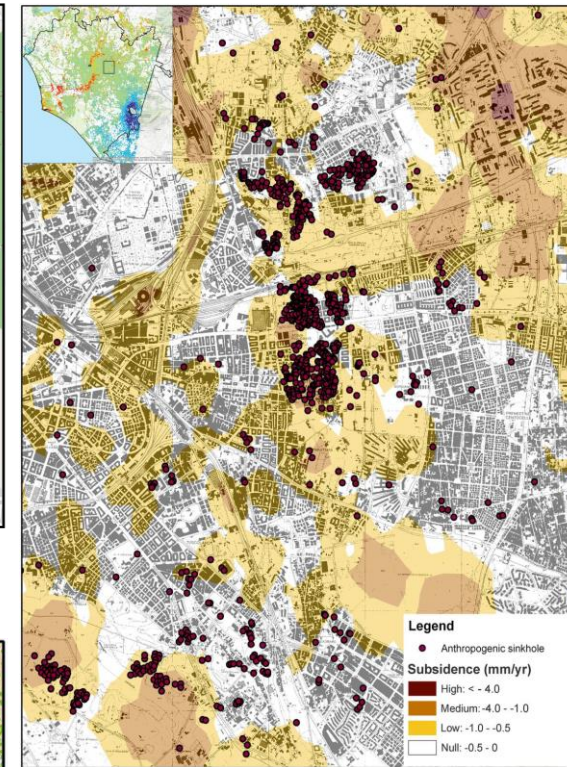 Legend
Anthropogenic sinkhole
Subsidence (mm/yr)
High: < - 4.0
Medium: -4.0 - -1.0
Low: -1.0 - -0.5
Null: -0.5 - 0